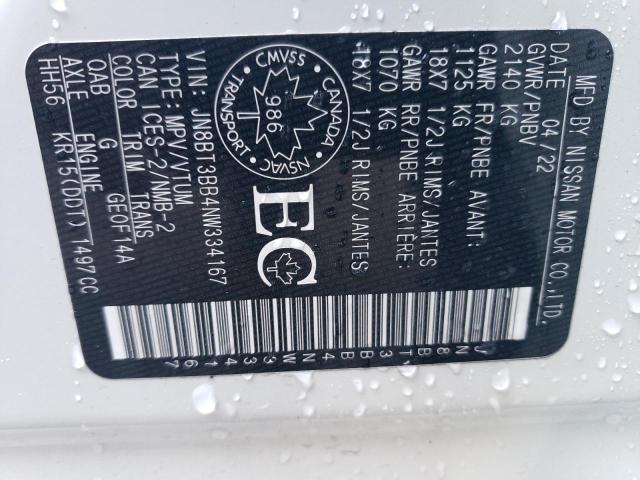 MFD BY NISSAN MOTOR CO.,LTD.
DATE 04/22
GVWR/PNBV
2140 KG
GAWR FR/PNBE AVANT:
1125 KG
18X7 1/2J RIMS/JANTES
GAWR RR/PNBE ARRIÈRE:
1070 KG
18X7 1/2J RIMS/JANTES
CMVSS
CANADA
986
TRANSPORT
NSVAC
EC
VIN: JN8BT3BB4NW334167
TYPE: MPV/VTUM
CAN ICES-2/NMB-2
COLOR TRIM TRANS
QAB G GE0F14A
AXLE ENGINE
HH56 KR15(DDT) 1497CC
JN8BT3BB4NW334167